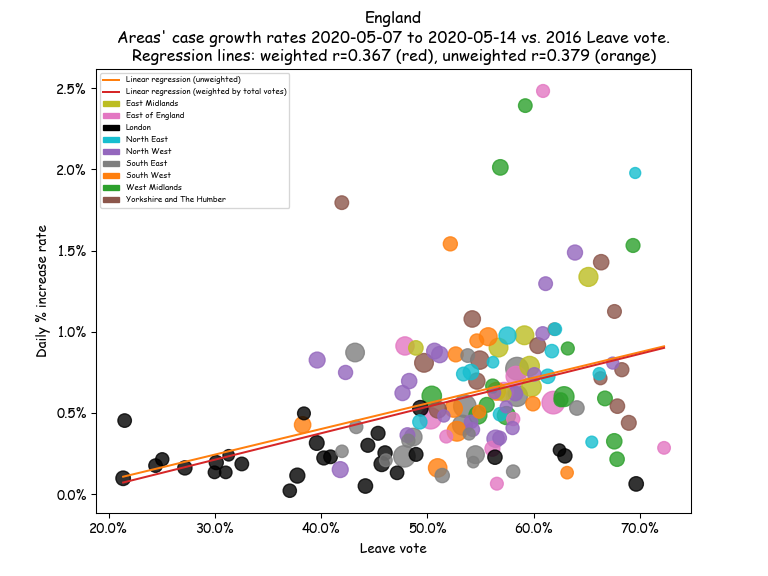 England
Areas' case growth rates 2020-05-07 to 2020-05-14 vs. 2016 Leave vote.
Regression lines: weighted r=0.367 (red), unweighted r=0.379 (orange)
Linear regression (unweighted)
Linear regression (weighted by total votes)
East Midlands
East of England
London
North East
North West
South East
South West
West Midlands
Yorkshire and The Humber
2.5%
2.0%
1.5%
1.0%
0.5%
0.0%
Daily % increase rate
20.0% 30.0% 40.0% 50.0% 60.0% 70.0%
Leave vote